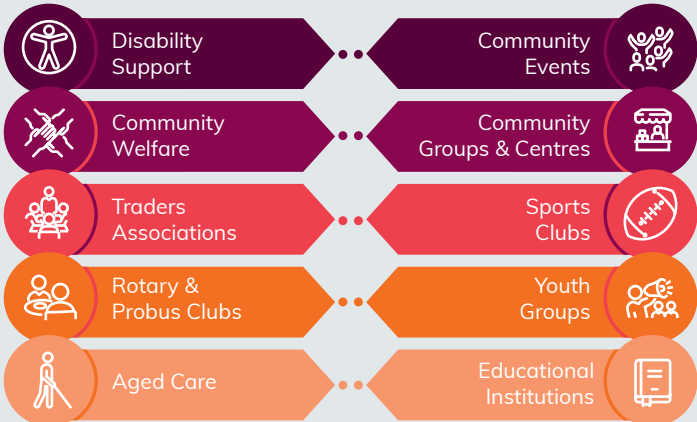 Disability
Support
Community
Events
Community
Welfare
Community
Groups & Centres
Traders
Associations
Sports
Clubs
Rotary &
Probus Clubs
Youth
Groups
Aged Care
Educational
Institutions